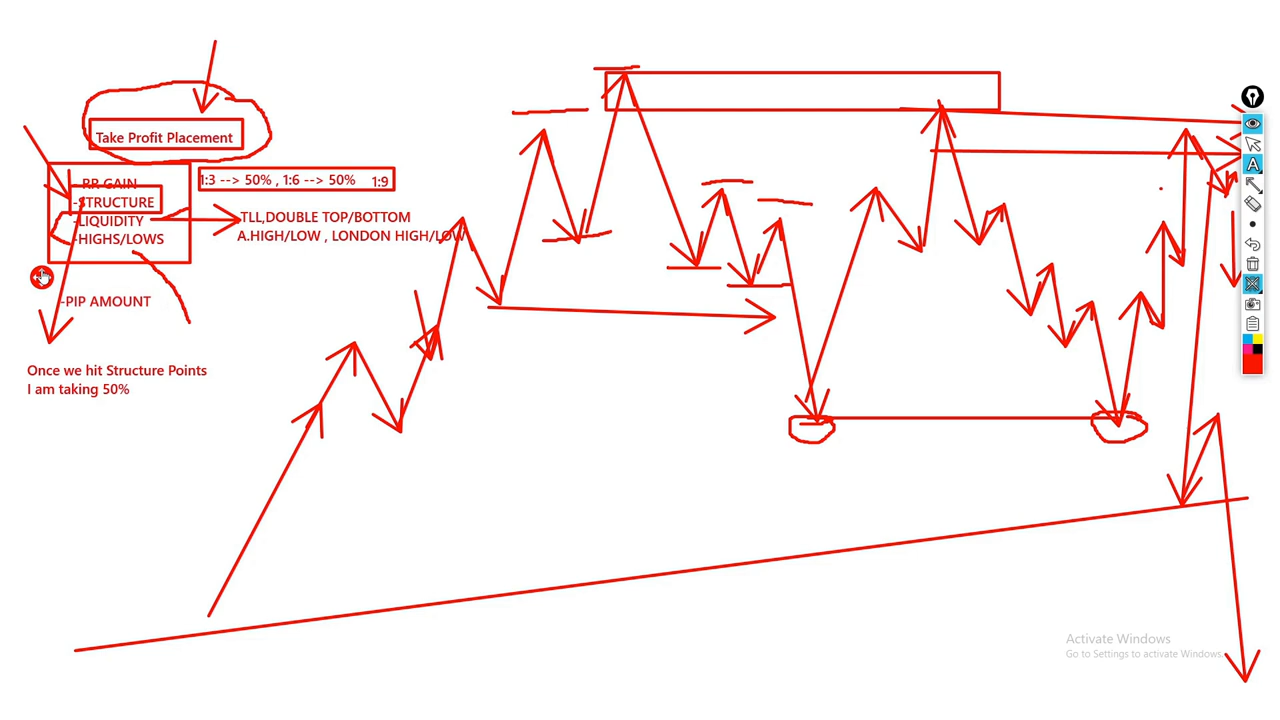 Take Profit Placement
- RR GAIN
-STRUCTURE
-LIQUIDITY
-HIGHS/LOWS
1:3 --> 50% , 1:6 --> 50% 1:9
TLL,DOUBLE TOP/BOTTOM
A.HIGH/LOW , LONDON HIGH/LOW
-PIP AMOUNT
Once we hit Structure Points
I am taking 50%
A
Activate Windows
Go to Settings to activate Windows.